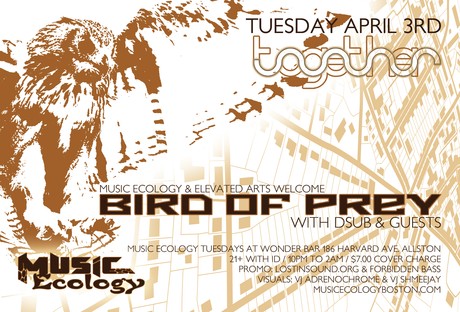 TUESDAY APRIL 3RD
together
MUSIC ECOLOGY & ELEVATED ARTS WELCOME
BIRD OF PREY
WITH DSUB & GUESTS
MUSIC ECOLOGY TUESDAYS AT WONDER BAR 186 HARVARD AVE, ALLSTON
21+ WITH ID / 10PM TO 2AM / $7.00 COVER CHARGE
PROMO: LOSTINSOUND.ORG & FORBIDDEN BASS
VISUALS: VJ ADRENOCHROME & VJ SHMEEJAY
MUSICECOLOGYBOSTON.COM
MUSIC
Ecology